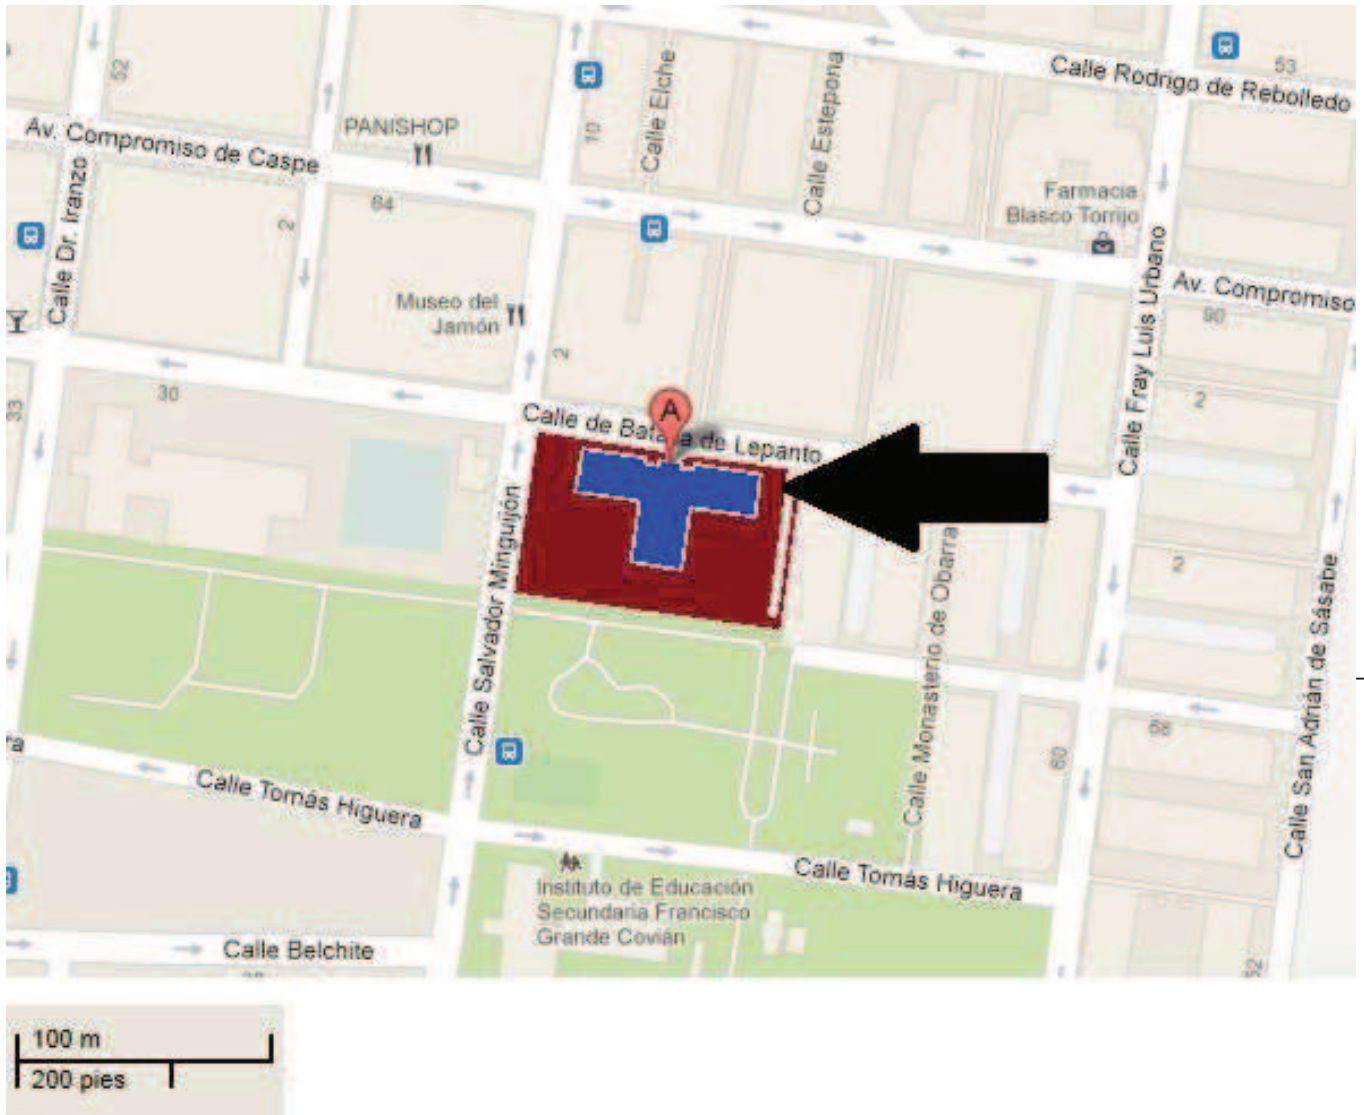 53
Calle Rodrigo de Rebolledo
52
Calle Elche
Calle Estepona
10
PANISHOP
Av. Compromiso de Caspe
64
2
Calle Dr. Iranzo
Farmacia
Blasco Torrijo
Calle Fray Luis Urbano
Av. Compromiso
90
Museo del
Jamón
2
2
30
33
A
Calle de Batalla de Lepanto
Calle Salvador Minguijón
2
Calle Monasterio de Obarra
Calle San Adrián de Sásabe
68
60
Calle Tomás Higuera
Calle Tomás Higuera
Instituto de Educación
Secundaria Francisco
Grande Covián
Calle Belchite
52
100 m
200 pies